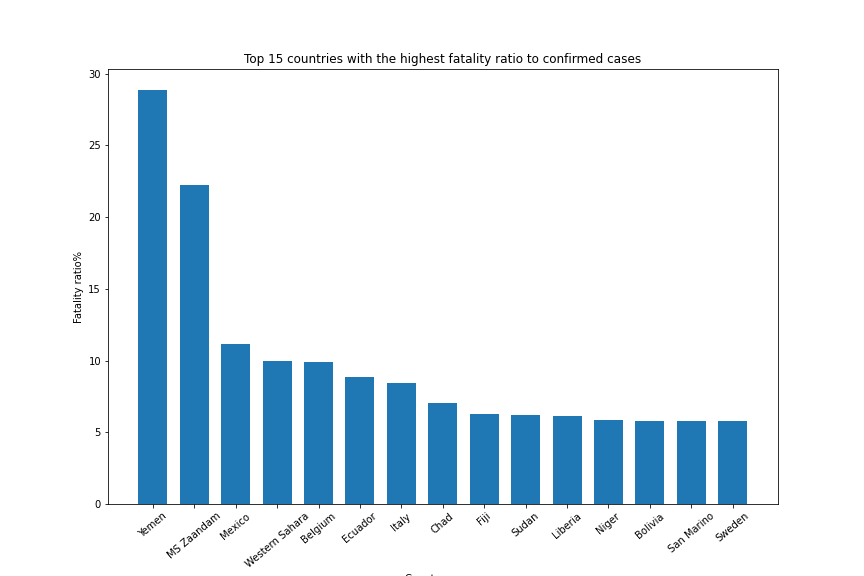 Top 15 countries with the highest fatality ratio to confirmed cases
Fatality ratio%
30
25
20
15
10
5
0
Yemen
MS Zaandam
Mexico
Western Sahara
Belgium
Ecuador
Italy
Chad
Fiji
Sudan
Liberia
Niger
Bolivia
San Marino
Sweden